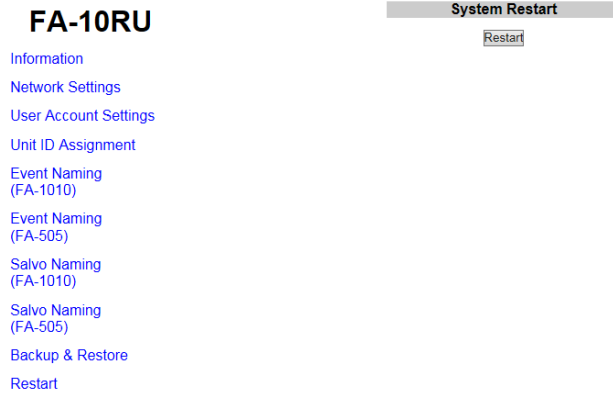 FA-10RU
Information
Network Settings
User Account Settings
Unit ID Assignment
Event Naming
(FA-1010)
Event Naming
(FA-505)
Salvo Naming
(FA-1010)
Salvo Naming
(FA-505)
Backup & Restore
Restart
System Restart
Restart